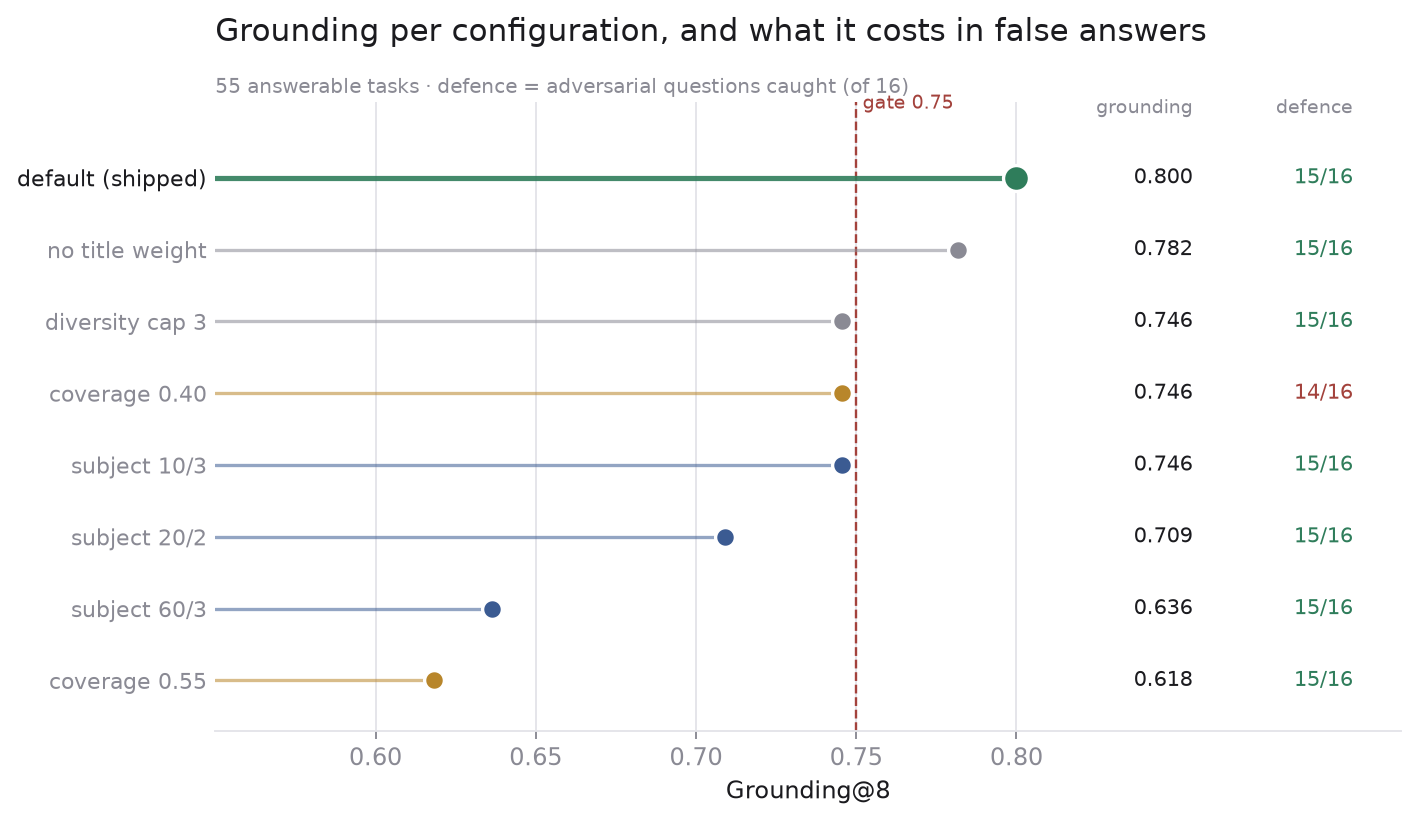 Grounding per configuration, and what it costs in false answers
55 answerable tasks · defence = adversarial questions caught (of 16)
gate 0.75
grounding defence
default (shipped) 0.800 15/16
no title weight 0.782 15/16
diversity cap 3 0.746 15/16
coverage 0.40 0.746 14/16
subject 10/3 0.746 15/16
subject 20/2 0.709 15/16
subject 60/3 0.636 15/16
coverage 0.55 0.618 15/16
0.60 0.65 0.70 0.75 0.80
Grounding@8